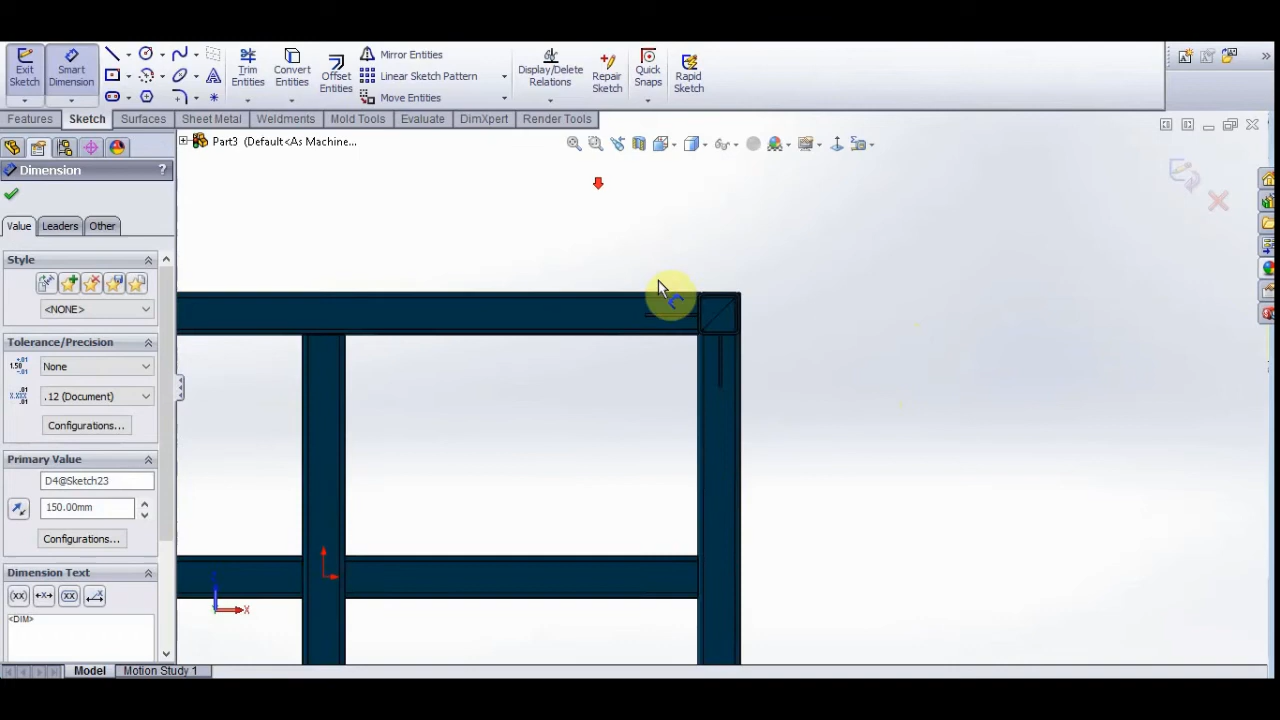 Exit Sketch
Smart Dimension
Trim Entities
Convert Entities
Offset Entities
Mirror Entities
Linear Sketch Pattern
Move Entities
Display/Delete Relations
Repair Sketch
Quick Snaps
Rapid Sketch
Features Sketch Surfaces Sheet Metal Weldments Mold Tools Evaluate DimXpert Render Tools
Part3 (Default<As Machine...
Dimension ?
Value Leaders Other
Style
<NONE>
Tolerance/Precision
None
.12 (Document)
Configurations...
Primary Value
D4@Sketch23
150.00mm
Configurations...
Dimension Text
(xx) (xx)
<DIM>
X
Model Motion Study 1